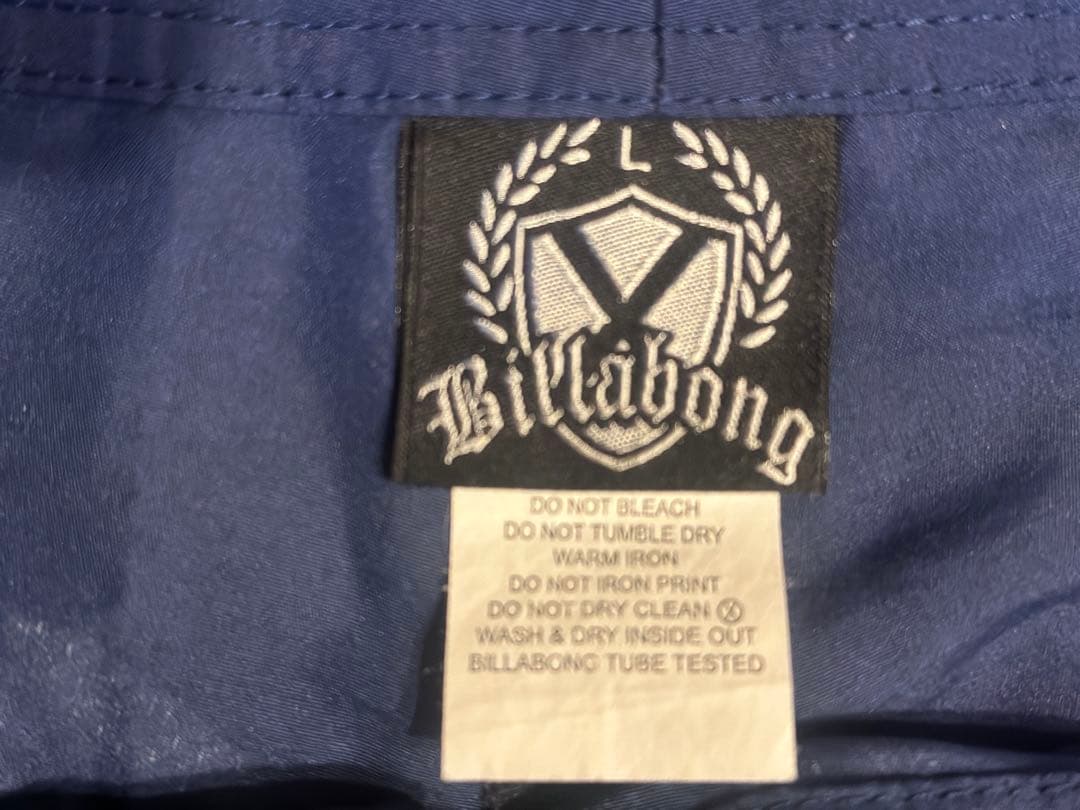 L
Billabong
DO NOT BLEACH
DO NOT TUMBLE DRY
WARM IRON
DO NOT IRON PRINT
DO NOT DRY CLEAN
WASH & DRY INSIDE OUT
BILLABONG TUBE TESTED